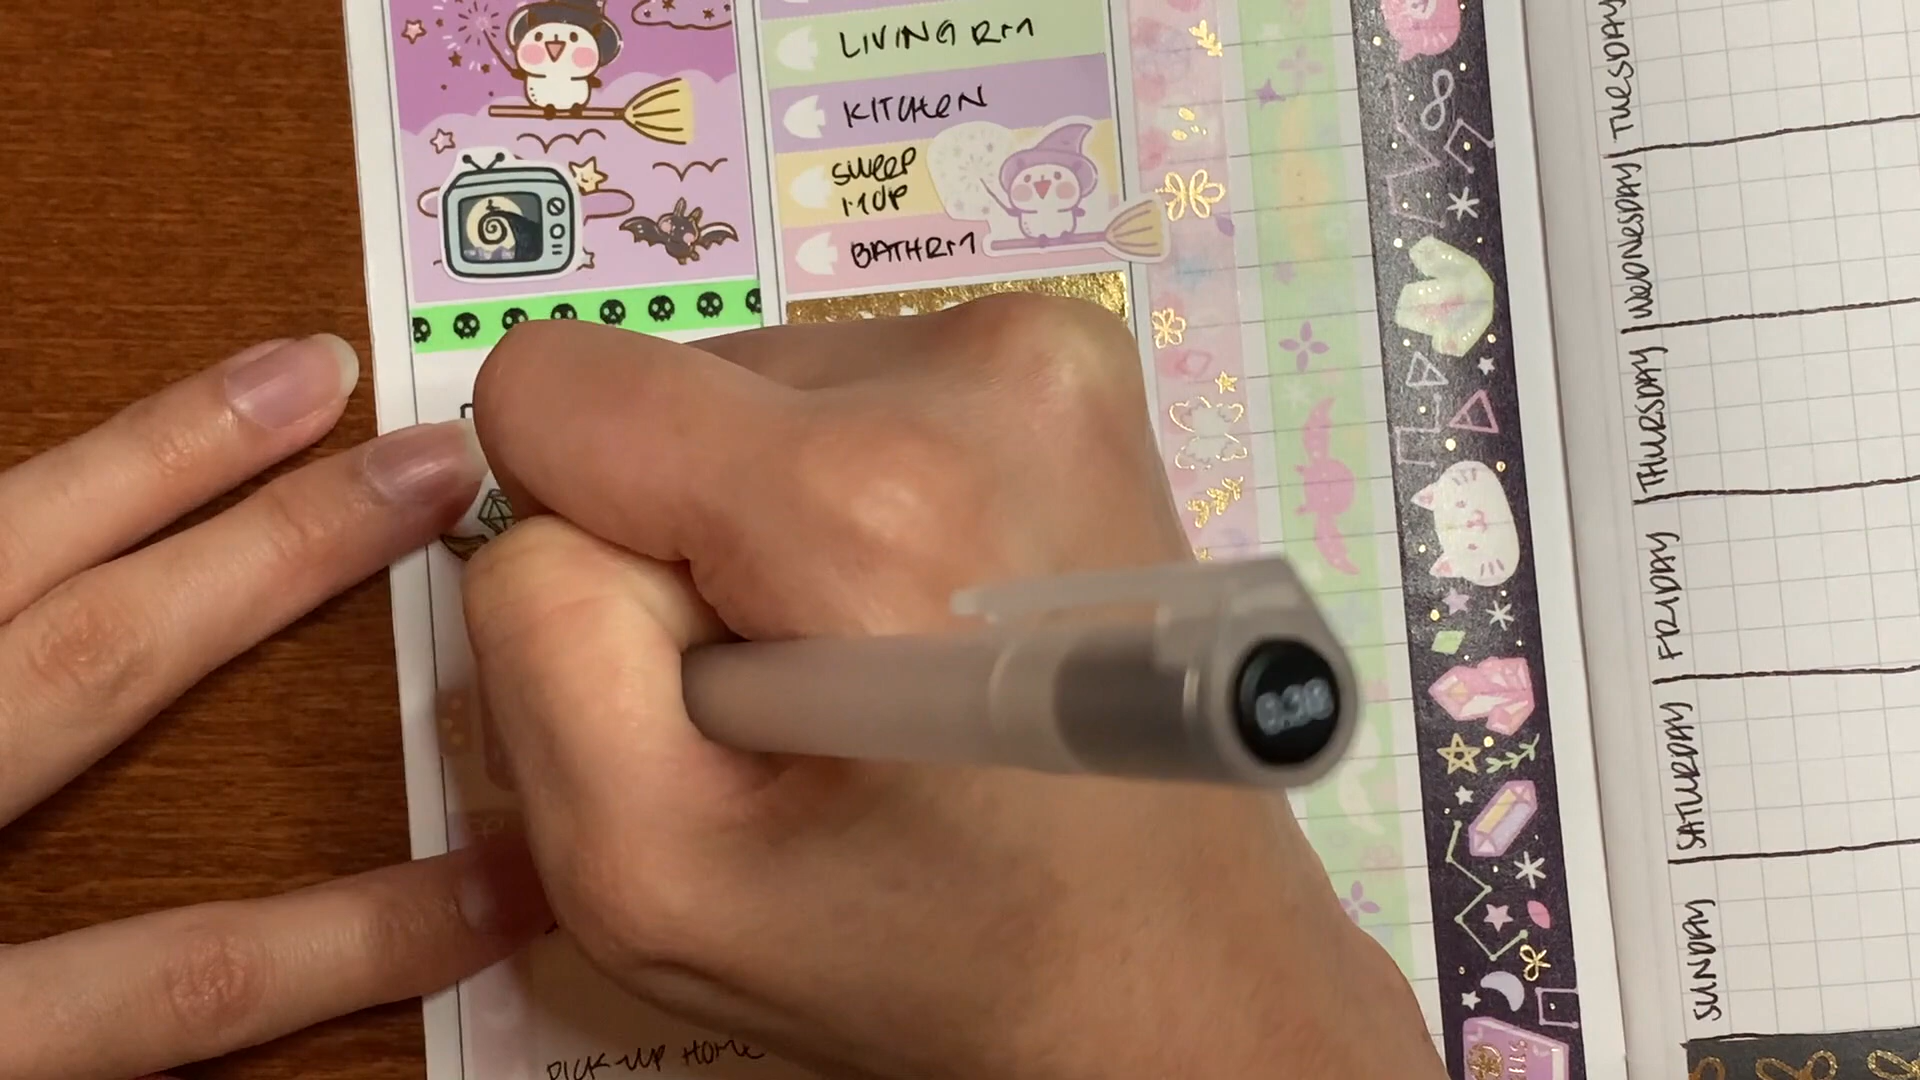 LIVING RM
KITCHEN
SWEEP
MOP
BATHRM
PICK-UP HOME
0.38
TUESDAY
WEDNESDAY
THURSDAY
FRIDAY
SATURDAY
SUNDAY